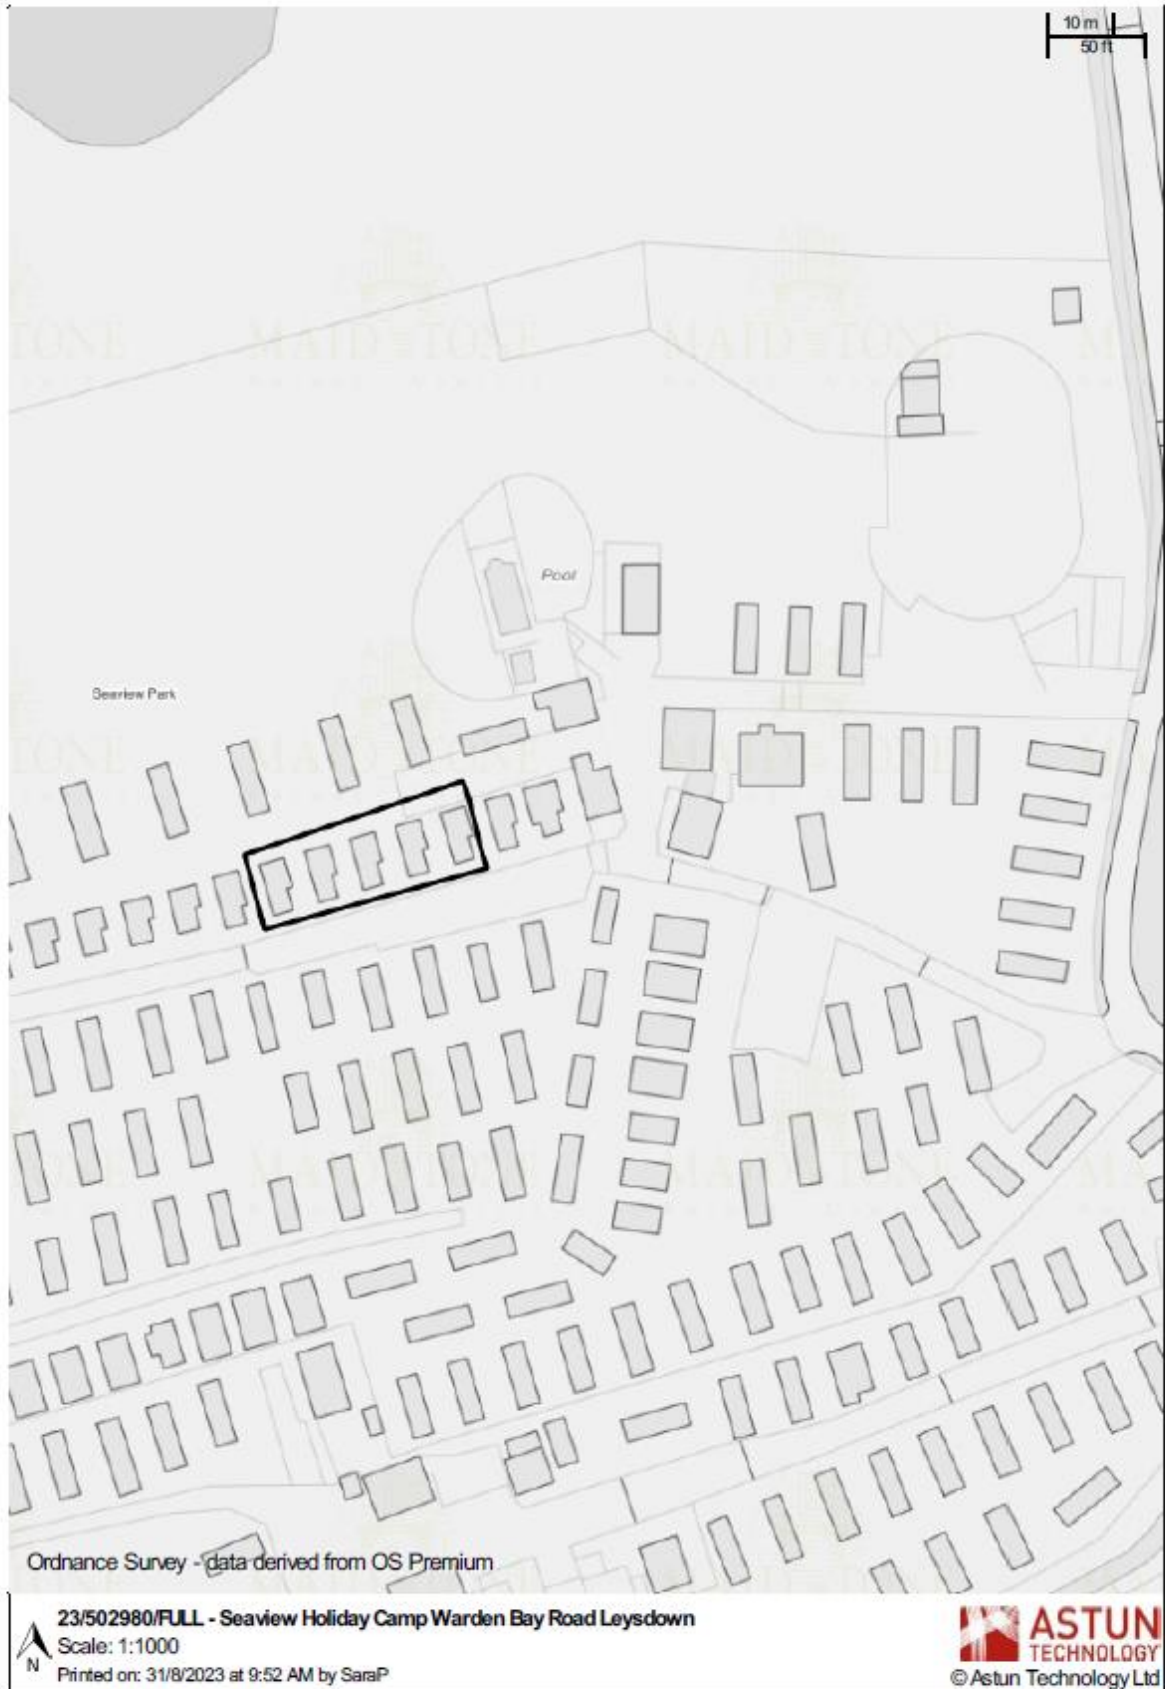 10 m
50 ft
MAIDSTONE
MAIDSTONE
Pool
Seaview Park
Ordnance Survey - data derived from OS Premium
23/502980/FULL - Seaview Holiday Camp Warden Bay Road Leysdown
Scale: 1:1000
N
Printed on: 31/8/2023 at 9:52 AM by SaraP
ASTUN
TECHNOLOGY
© Astun Technology Ltd